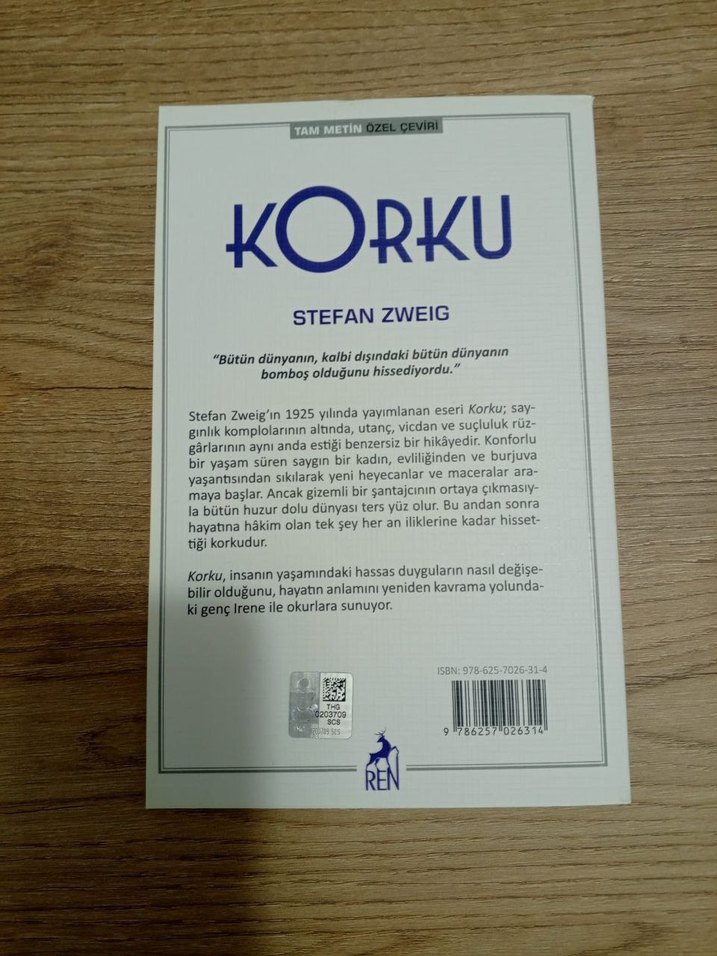 TAM METİN ÖZEL ÇEVİRİ
KORKU
STEFAN ZWEIG
“Bütün dünyanın, kalbi dışındaki bütün dünyanın
bomboş olduğunu hissediyordu.”
Stefan Zweig’ın 1925 yılında yayımlanan eseri Korku; say-
gınlık komplolarının altında, utanç, vicdan ve suçluluk rüz-
gârlarının aynı anda estiği benzersiz bir hikâyedir. Konforlu
bir yaşam süren saygın bir kadın, evliliğinden ve burjuva
yaşantısından sıkılarak yeni heyecanlar ve maceralar ara-
maya başlar. Ancak gizemli bir şantajcının ortaya çıkmasıy-
la bütün huzur dolu dünyası ters yüz olur. Bu andan sonra
hayatına hâkim olan tek şey her an iliklerine kadar hisset-
tiği korkudur.
Korku, insanın yaşamındaki hassas duyguların nasıl değişe-
bilir olduğunu, hayatın anlamını yeniden kavrama yolunda-
ki genç Irene ile okurlara sunuyor.
ISBN: 978-625-7026-31-4
THG
0203709
SCS
9 786257 026314
REN